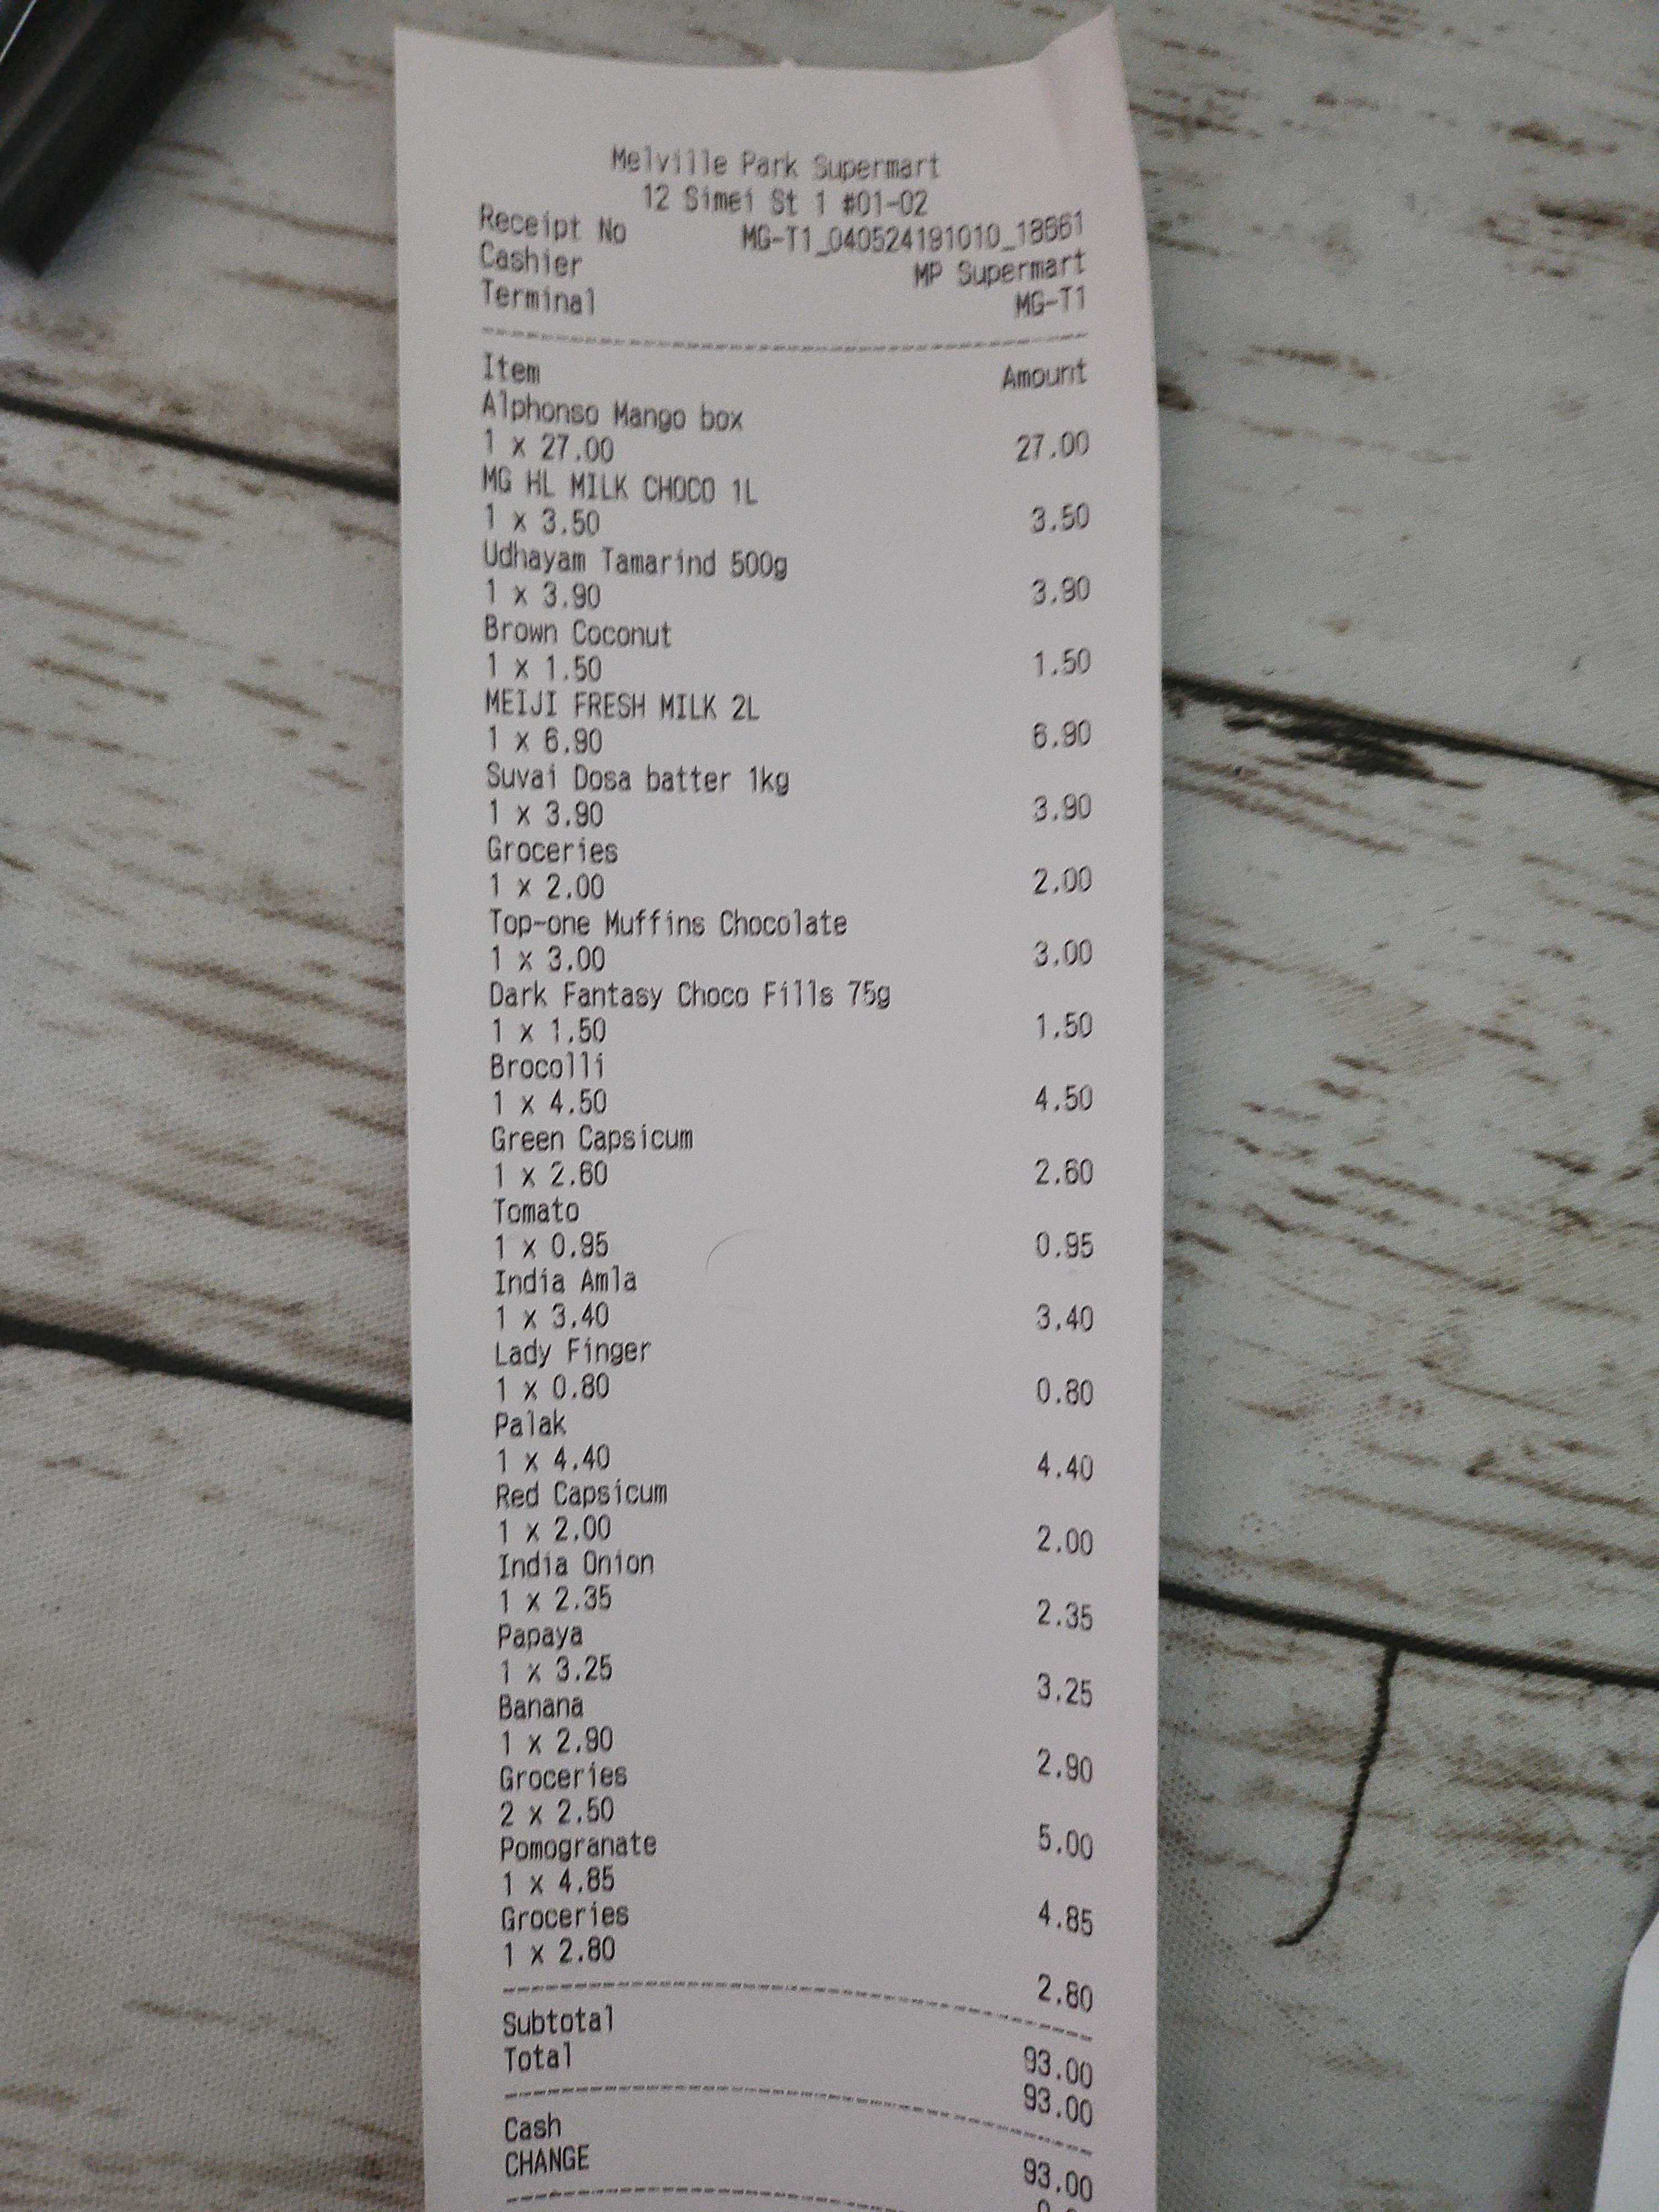 Melville Park Supermart
12 Simei St 1 #01-02
Receipt No MG-T1_040524191010_18661
Cashier MP Supermart
Terminal MG-T1
Item Amount
Alphonso Mango box
1 x 27.00 27.00
MG HL MILK CHOCO 1L
1 x 3.50 3.50
Udhayam Tamarind 500g
1 x 3.90 3.90
Brown Coconut
1 x 1.50 1.50
MEIJI FRESH MILK 2L
1 x 6.90 6.90
Suvai Dosa batter 1kg
1 x 3.90 3.90
Groceries
1 x 2.00 2.00
Top-one Muffins Chocolate
1 x 3.00 3.00
Dark Fantasy Choco Fills 75g
1 x 1.50 1.50
Brocolli
1 x 4.50 4.50
Green Capsicum
1 x 2.60 2.60
Tomato
1 x 0.95 0.95
India Amla
1 x 3.40 3.40
Lady Finger
1 x 0.80 0.80
Palak
1 x 4.40 4.40
Red Capsicum
1 x 2.00 2.00
India Onion
1 x 2.35 2.35
Papaya
1 x 3.25 3.25
Banana
1 x 2.90 2.90
Groceries
2 x 2.50 5.00
Pomogranate
1 x 4.85 4.85
Groceries
1 x 2.80 2.80
Subtotal 93.00
Total 93.00
Cash 93.00
CHANGE